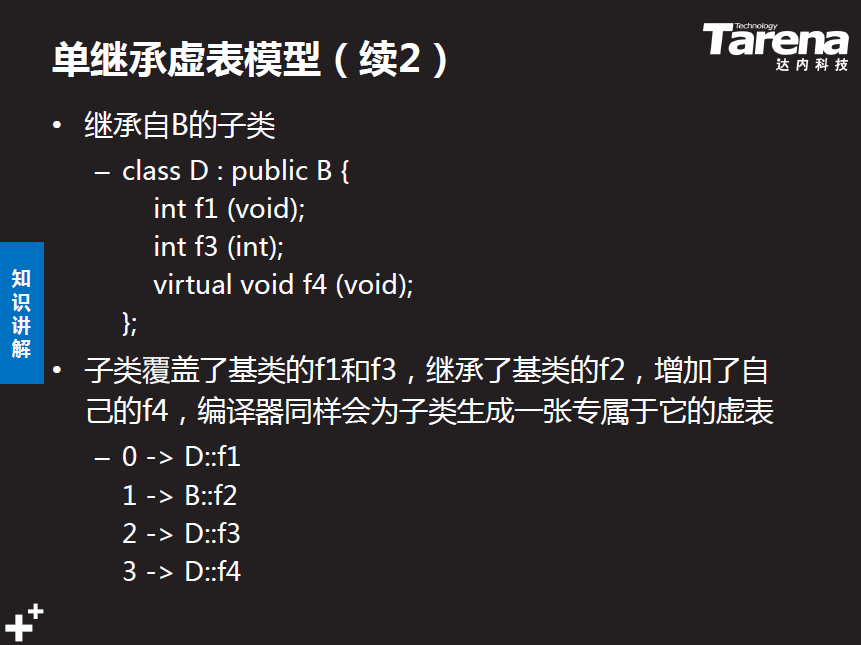 单继承虚表模型（续2）
Technology
Tarena
达内科技
• 继承自B的子类
– class D : public B {
int f1 (void);
int f3 (int);
virtual void f4 (void);
};
知识讲解
• 子类覆盖了基类的f1和f3，继承了基类的f2，增加了自
己的f4，编译器同样会为子类生成一张专属于它的虚表
– 0 -> D::f1
1 -> B::f2
2 -> D::f3
3 -> D::f4